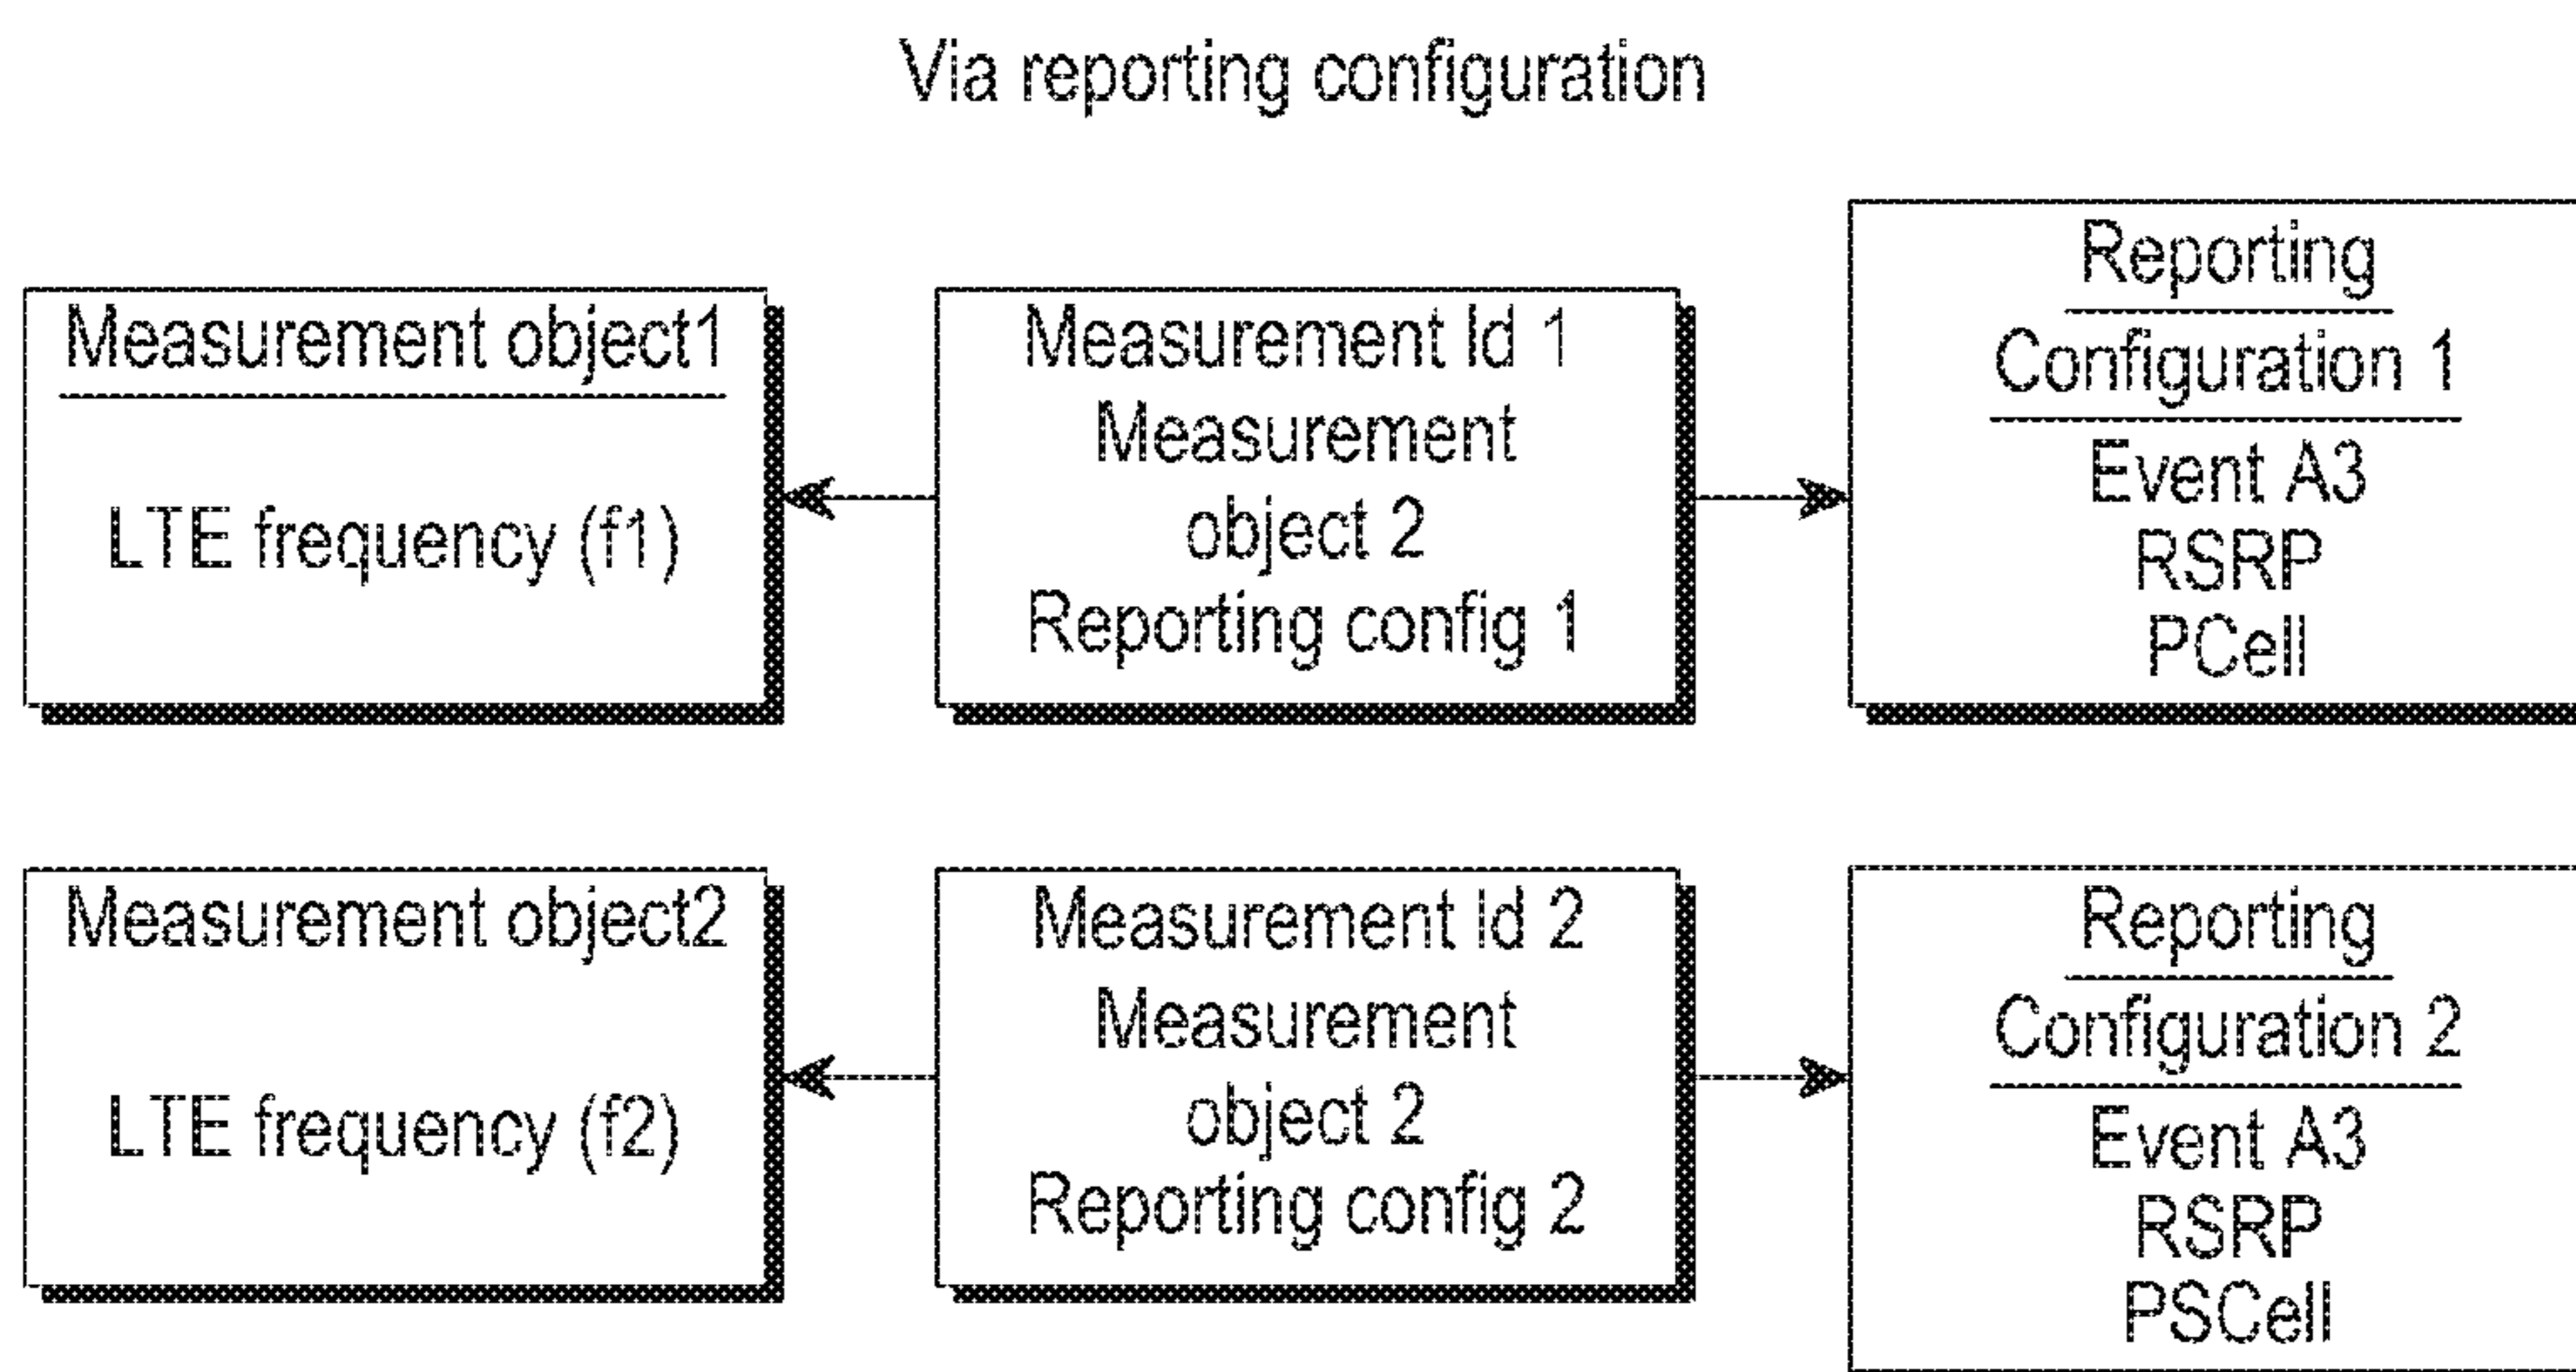 Via reporting configuration
Measurement object1
LTE frequency (f1)
Measurement Id 1
Measurement
object 2
Reporting config 1
Reporting
Configuration 1
Event A3
RSRP
PCell
Measurement object2
LTE frequency (f2)
Measurement Id 2
Measurement
object 2
Reporting config 2
Reporting
Configuration 2
Event A3
RSRP
PSCell